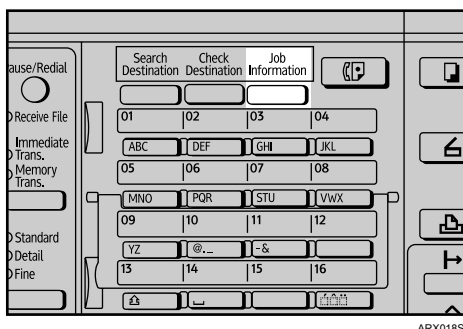 Search Destination
Check Destination
Job Information
ause/Redial
Receive File
Immediate Trans.
Memory Trans.
Standard
Detail
Fine
01 02 03 04
ABC DEF GHI JKL
05 06 07 08
MNO PQR STU VWX
09 10 11 12
YZ @._ -&
13 14 15 16
ARX018S